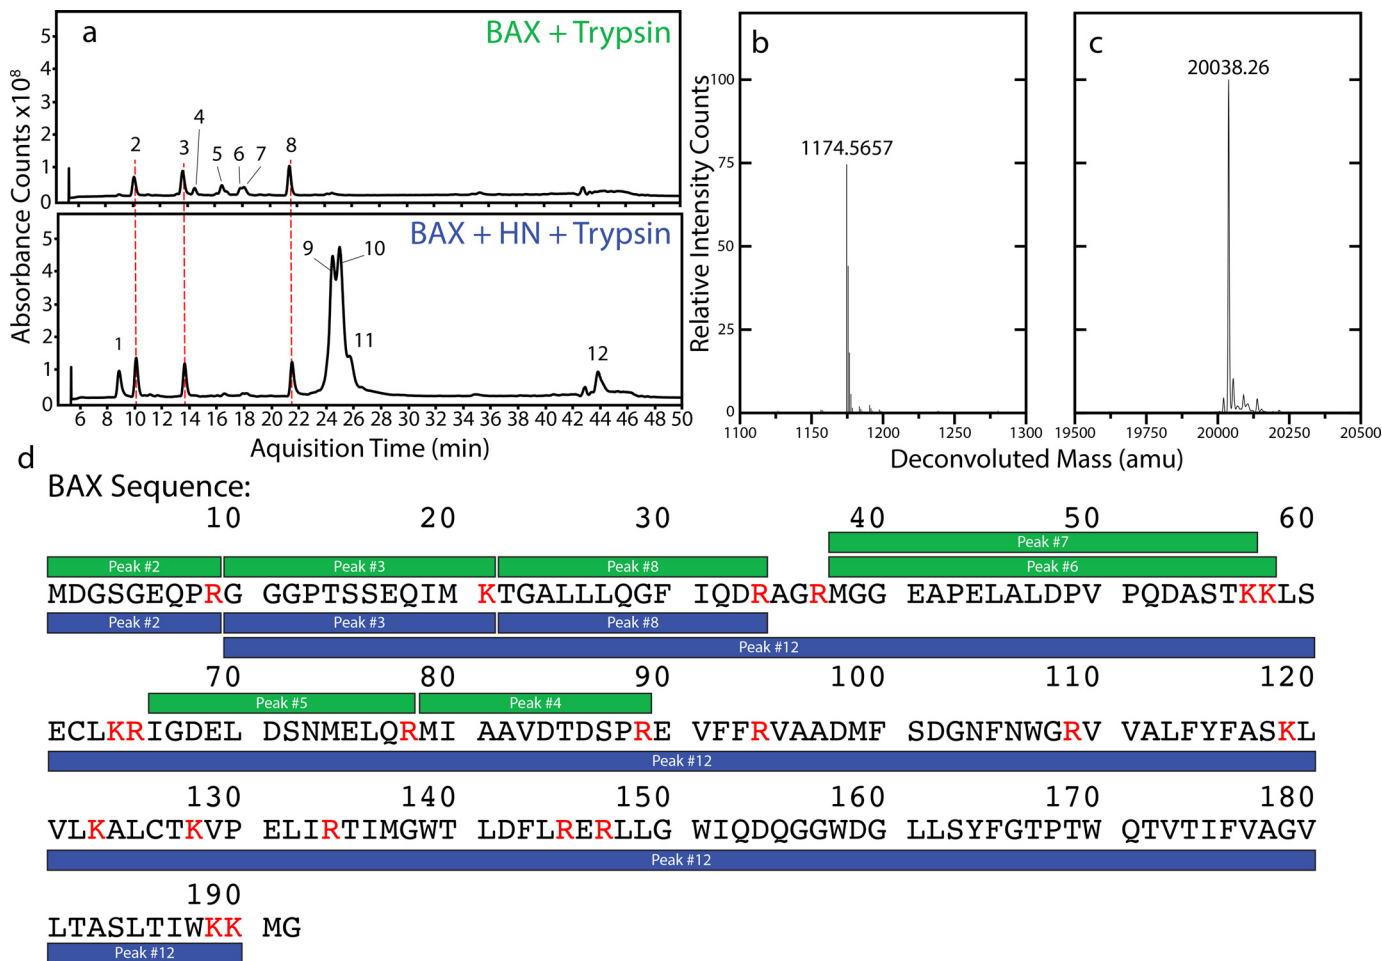 a
BAX + Trypsin
Absorbance Counts x10⁸
5
4
3
2
1
0
2
3
4
5
6
7
8
BAX + HN + Trypsin
5
4
3
2
1
0
1
9
10
11
12
6 8 10 12 14 16 18 20 22 24 26 28 30 32 34 36 38 40 42 44 46 48 50
Aquisition Time (min)
b
Relative Intensity Counts
100
75
50
25
0
1174.5657
1100 1150 1200 1250 1300
c
20038.26
19500 19750 20000 20250 20500
Deconvoluted Mass (amu)
d
BAX Sequence:
10 20 30 40 50 60
Peak #7
Peak #2 Peak #3 Peak #8 Peak #6
MDGSGEQPRG GGPTSSEQIM KTGALLLQGF IQDRAGRMGG EAPELALDPV PQDASTKKLS
Peak #2 Peak #3 Peak #8
Peak #12
70 80 90 100 110 120
Peak #5 Peak #4
ECLKRIGDEL DSNMELQRMI AAVDTDSPRE VFFRVAADMF SDGNFNWGRV VALFYFASKL
Peak #12
130 140 150 160 170 180
VLKALCTKVP ELIRTIMGWT LDFLRERLLG WIQDQGGWDG LLSYFGTPTW QTVTIFVAGV
Peak #12
190
LTASLTIWKK MG
Peak #12